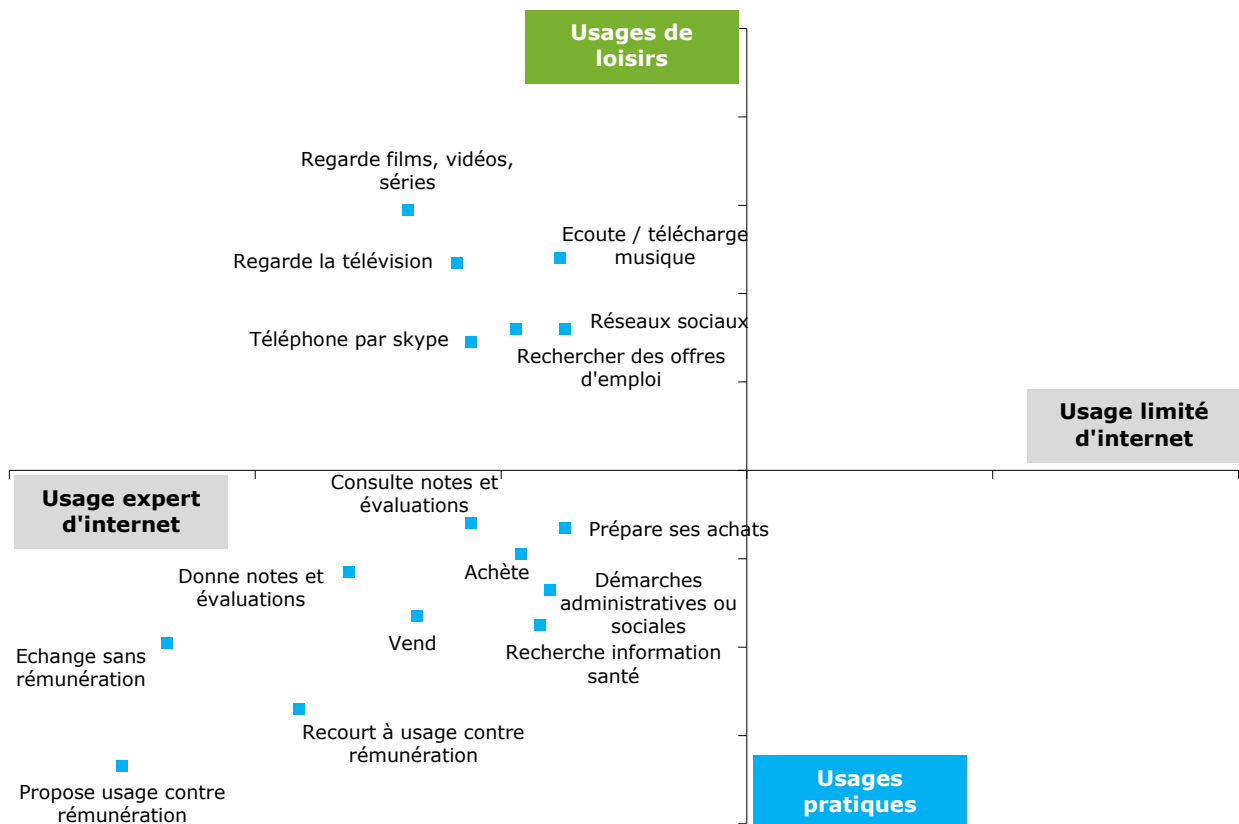 Usages de
loisirs
Regarde films, vidéos,
séries
Ecoute / télécharge
musique
Regarde la télévision
Réseaux sociaux
Téléphone par skype
Rechercher des offres
d'emploi
Usage limité
d'internet
Usage expert
d'internet
Consulte notes et
évaluations
Prépare ses achats
Achète
Donne notes et
évaluations
Démarches
administratives ou
sociales
Vend
Recherche information
santé
Echange sans
rémunération
Recourt à usage contre
rémunération
Propose usage contre
rémunération
Usages
pratiques